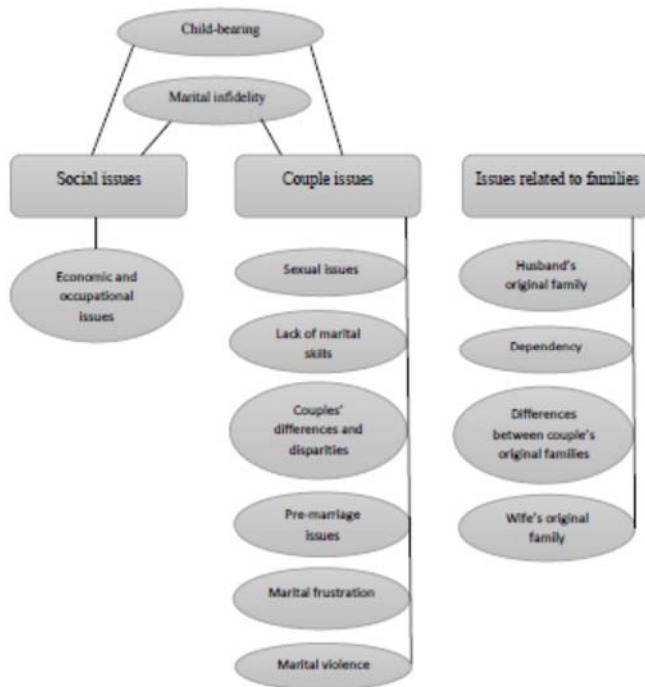 Child-bearing
Marital infidelity
Social issues
Couple issues
Issues related to families
Economic and
occupational
issues
Sexual issues
Lack of marital
skills
Couples'
differences and
disparities
Pre-marriage
issues
Marital frustration
Marital violence
Husband's
original family
Dependency
Differences
between couple's
original families
Wife's original
family